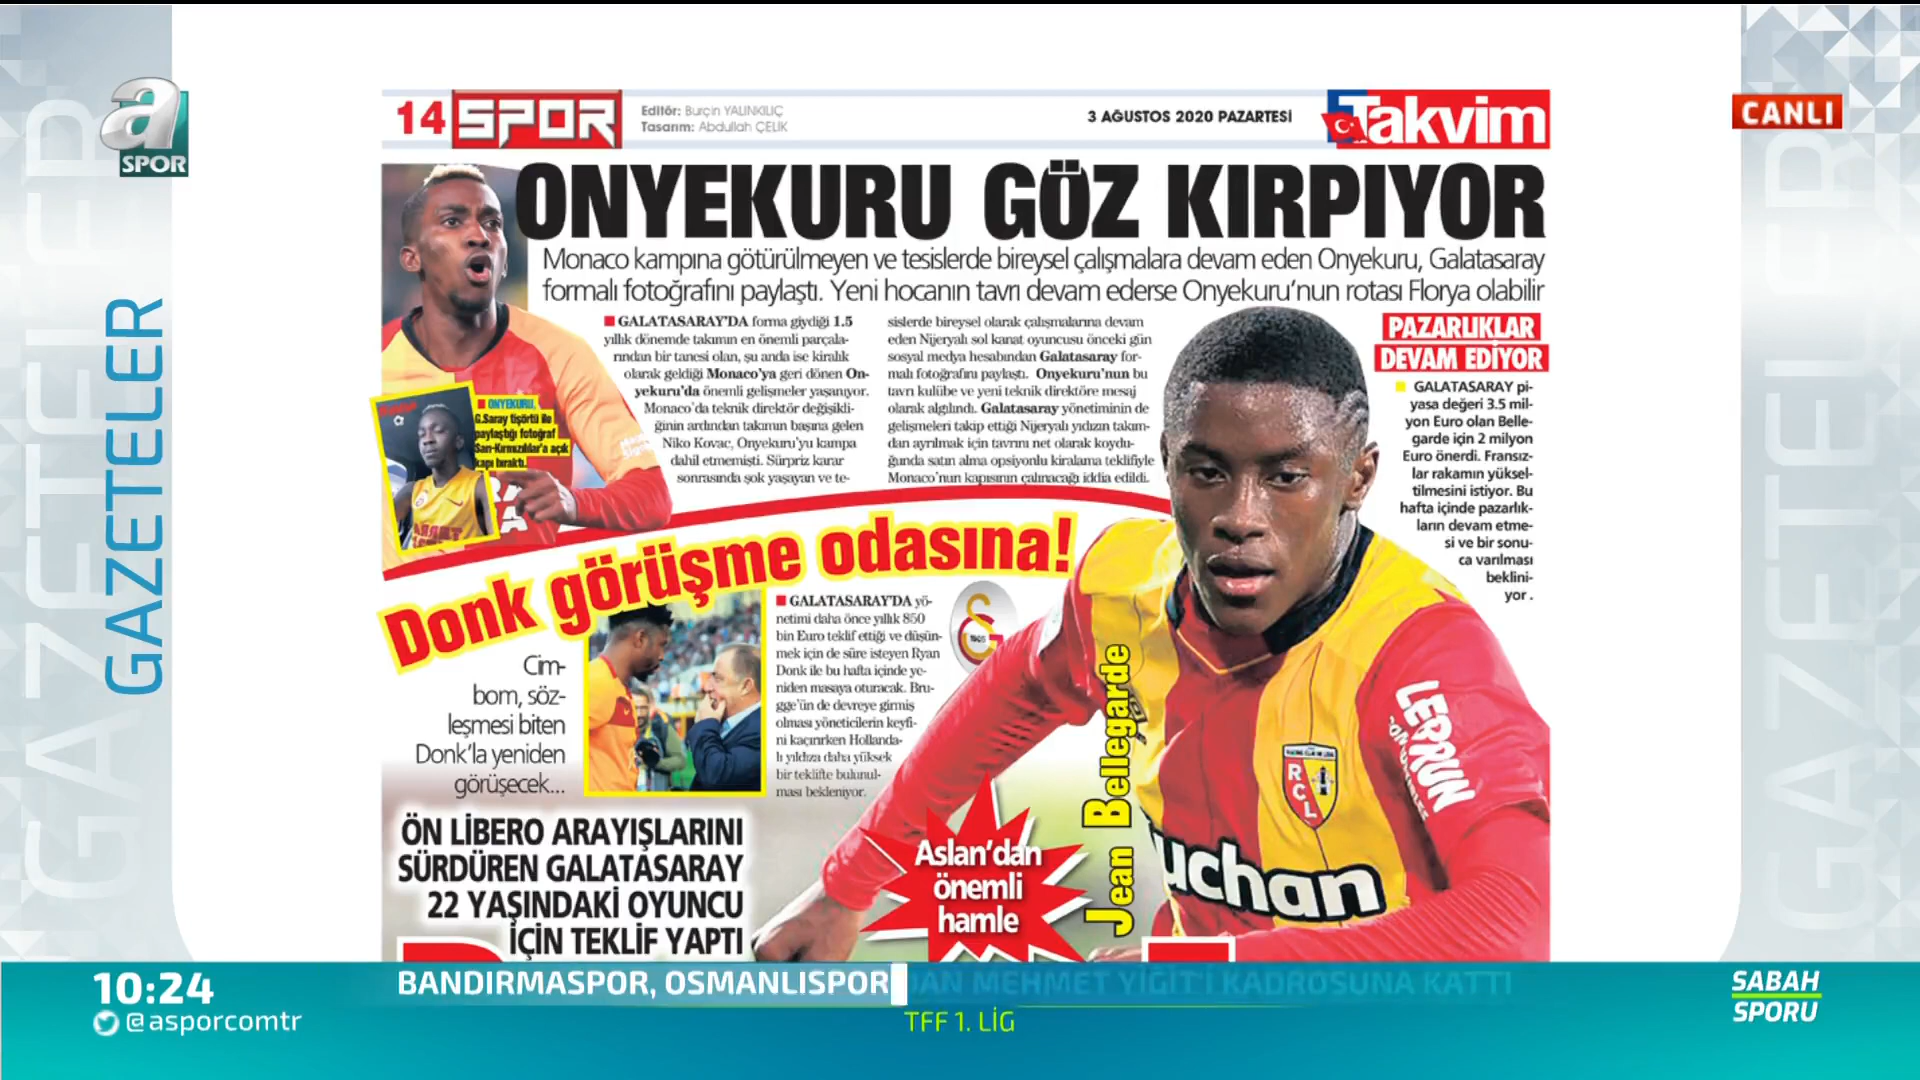 a
SPOR
CANLI
GAZETELER
GAZETELER
GAZETELER
14 SPOR
Editör: Burçin YALINKILIÇ
Tasarım: Abdullah ÇELİK
3 AĞUSTOS 2020 PAZARTESİ
Takvim
ONYEKURU GÖZ KIRPIYOR
Monaco kampına götürülmeyen ve tesislerde bireysel çalışmalara devam eden Onyekuru, Galatasaray
formalı fotoğrafını paylaştı. Yeni hocanın tavrı devam ederse Onyekuru'nun rotası Florya olabilir
GALATASARAY'DA forma giydiği 1.5
yıllık dönemde takımın en önemli parçala-
rından bir tanesi olan, şu anda ise kiralık
olarak geldiği Monaco'ya geri dönen On-
yekuru'da önemli gelişmeler yaşanıyor.
Monaco'da teknik direktör değişikli-
ğinin ardından takımın başına gelen
Niko Kovac, Onyekuru'yu kampa
dahil etmemişti. Sürpriz karar
sonrasında şok yaşayan ve te-
sislerde bireysel olarak çalışmalarına devam
eden Nijeryalı sol kanat oyuncusu önceki gün
sosyal medya hesabından Galatasaray for-
malı fotoğrafını paylaştı. Onyekuru'nun bu
tavrı kulübe ve yeni teknik direktöre mesaj
olarak algılandı. Galatasaray yönetiminin de
gelişmeleri takip ettiği Nijeryalı yıldızın takım-
dan ayrılmak için tavrını net olarak koydu-
ğunda satın alma opsiyonlu kiralama teklifiyle
Monaco'nun kapısının çalınacağı iddia edildi.
ONYEKURU,
G.Saray tişörtü ile
paylaştığı fotoğraf
Sarı-Kırmızılılar'a açık
kapı bıraktı.
PAZARLIKLAR
DEVAM EDİYOR
GALATASARAY pi-
yasa değeri 3.5 mil-
yon Euro olan Belle-
garde için 2 milyon
Euro önerdi. Fransız-
lar rakamın yüksel-
tilmesini istiyor. Bu
hafta içinde pazarlık-
ların devam etme-
si ve bir sonu-
ca varılması
bekleni-
yor .
Donk görüşme odasına!
Cim-
bom, söz-
leşmesi biten
Donk'la yeniden
görüşecek...
GALATASARAY'DA yö-
netimi daha önce yıllık 850
bin Euro teklif ettiği ve düşün-
mek için de süre isteyen Ryan
Donk ile bu hafta içinde ye-
niden masaya oturacak. Bru-
gge'ün de devreye girmiş
olması yöneticilerin keyfi-
ni kaçırırken Hollanda-
lı yıldıza daha yüksek
bir teklifte bulunul-
ması bekleniyor.
1905
ÖN LİBERO ARAYIŞLARINI
SÜRDÜREN GALATASARAY
22 YAŞINDAKİ OYUNCU
İÇİN TEKLİF YAPTI
Aslan'dan
önemli
hamle
Jean Bellegarde
RCL
LEPRUN
uchan
10:24
@asporcomtr
BANDIRMASPOR, OSMANLISPOR'DAN MEHMET YİĞİT'İ KADROSUNA KATTI
TFF 1. LİG
SABAH
SPORU